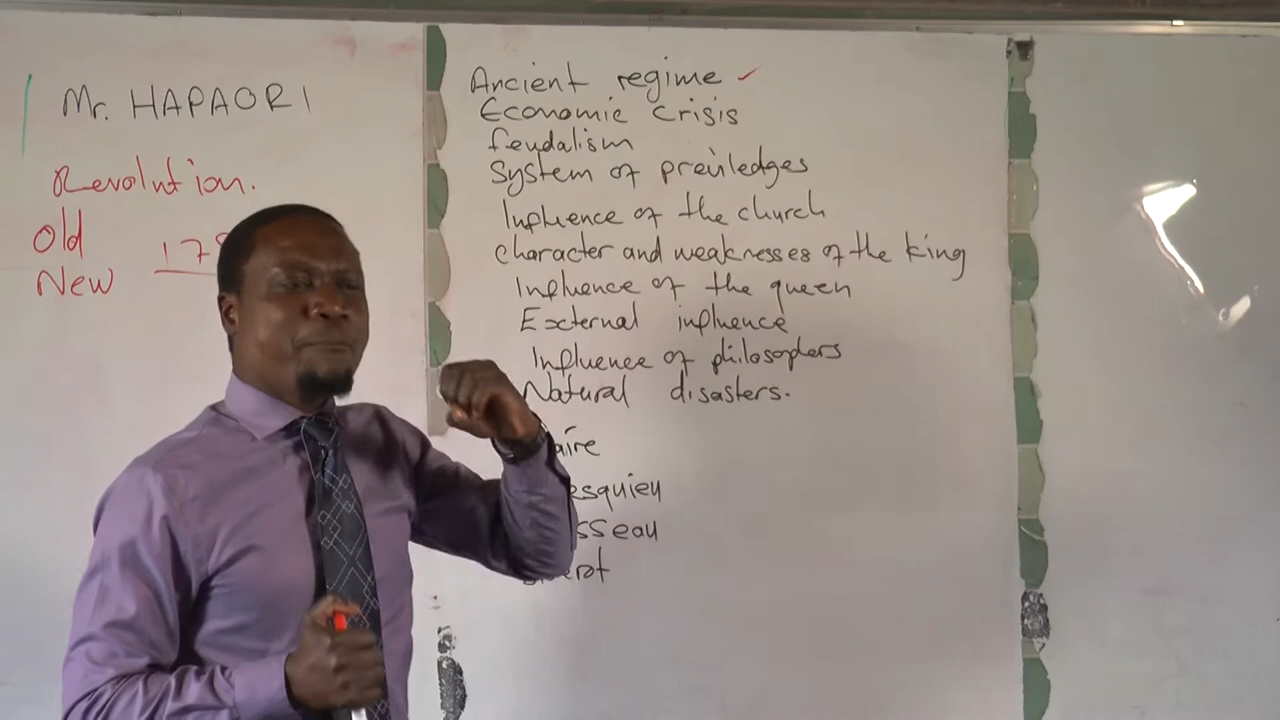 Mr. HAPAORI
Revolution.
Old
New
Ancient regime ✓
Economic Crisis
feudalism
System of preiviledges
Influence of the church
character and weaknesses of the king
Influence of the queen
External influence
Influence of philosophers
Natural disasters.